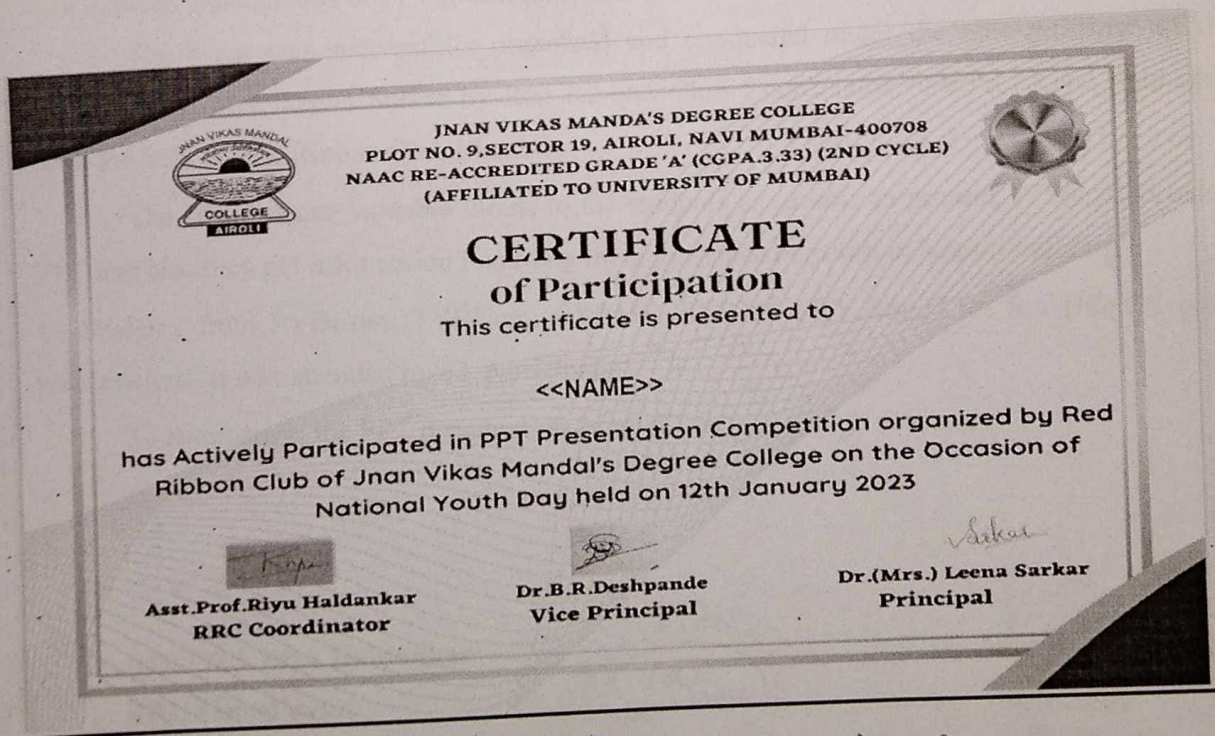 JNAN VIKAS MANDAL
COLLEGE
AIROLI
JNAN VIKAS MANDA'S DEGREE COLLEGE
PLOT NO. 9,SECTOR 19, AIROLI, NAVI MUMBAI-400708
NAAC RE-ACCREDITED GRADE 'A' (CGPA.3.33) (2ND CYCLE)
(AFFILIATED TO UNIVERSITY OF MUMBAI)
CERTIFICATE
of Participation
This certificate is presented to
<<NAME>>
has Actively Participated in PPT Presentation Competition organized by Red
Ribbon Club of Jnan Vikas Mandal's Degree College on the Occasion of
National Youth Day held on 12th January 2023
Sarkar
Asst.Prof.Riyu Haldankar
RRC Coordinator
Dr.B.R.Deshpande
Vice Principal
Dr.(Mrs.) Leena Sarkar
Principal